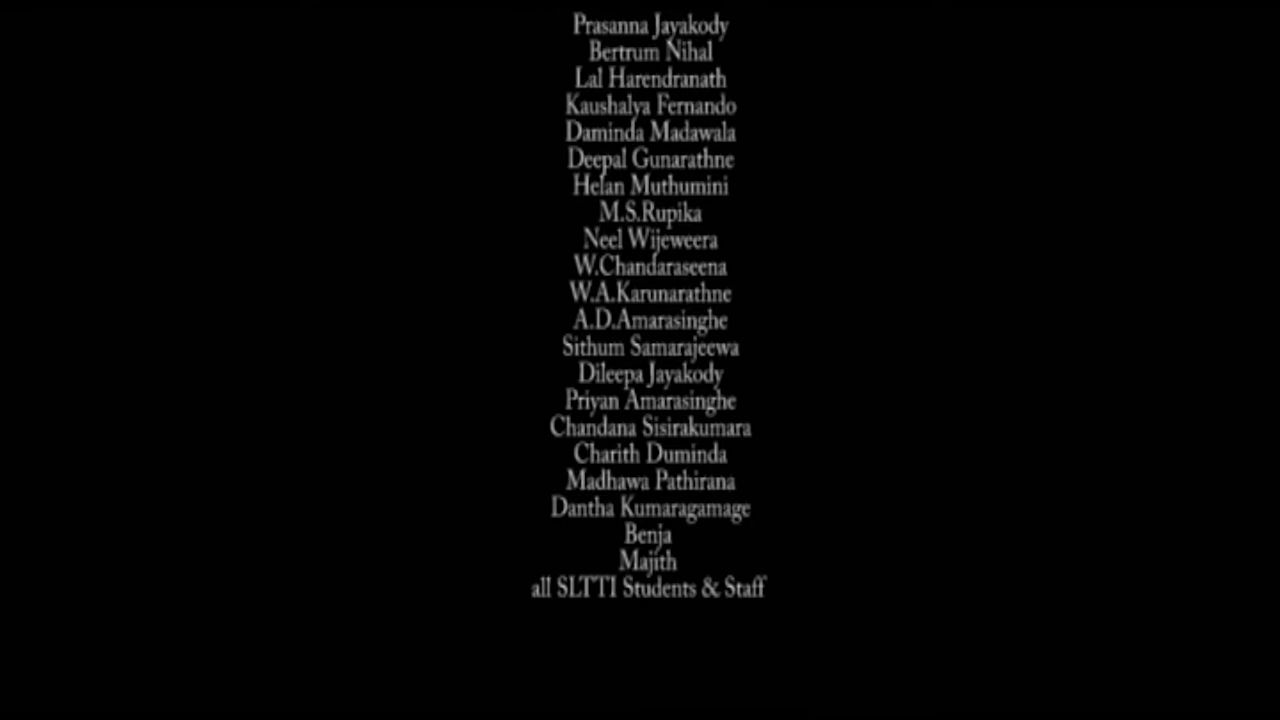 Prasanna Jayakody
Bertrum Nihal
Lal Harendranath
Kaushalya Fernando
Daminda Madawala
Deepal Gunarathne
Helan Muthumini
M.S.Rupika
Neel Wijeweera
W.Chandaraseena
W.A.Karunarathne
A.D.Amarasinghe
Sithum Samarajeewa
Dileepa Jayakody
Priyan Amarasinghe
Chandana Sisirakumara
Charith Duminda
Madhawa Pathirana
Dantha Kumaragamage
Benja
Majith
all SLTTI Students & Staff